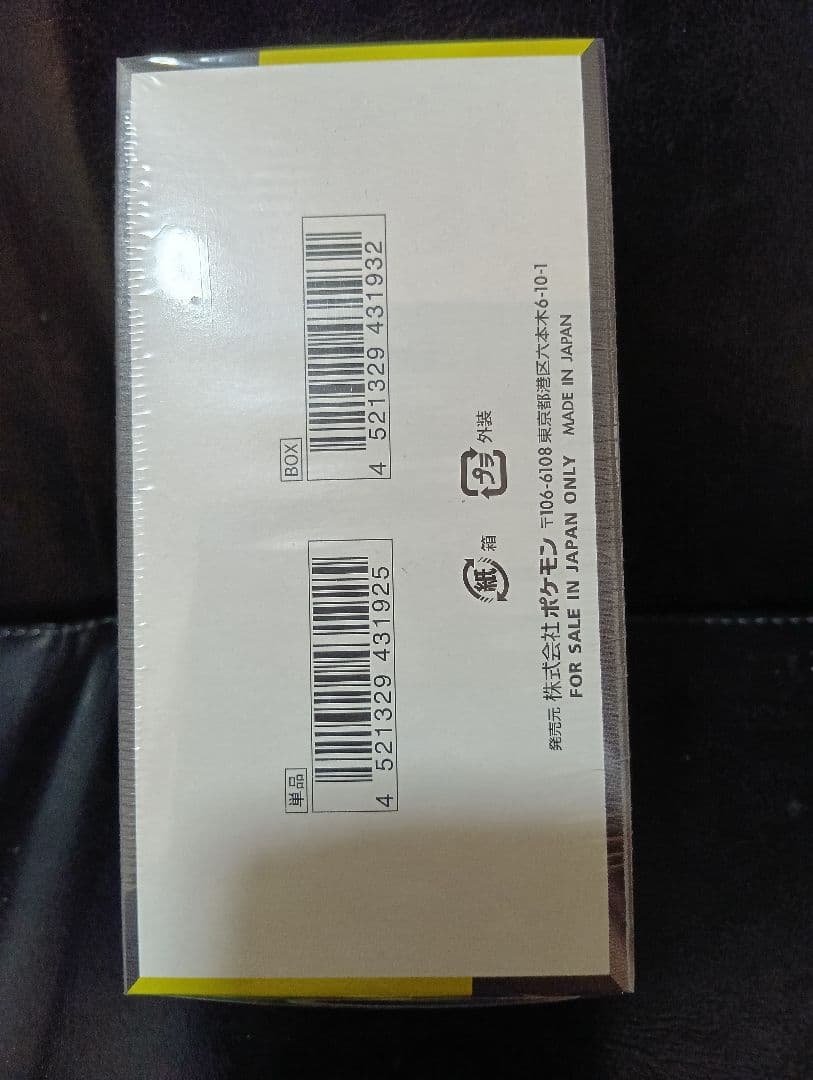 単品
4 521329 431925
BOX
4 521329 431932
紙 箱
プラ 外装
発売元 株式会社 ポケモン 〒106-6108 東京都港区六本木6-10-1
FOR SALE IN JAPAN ONLY MADE IN JAPAN